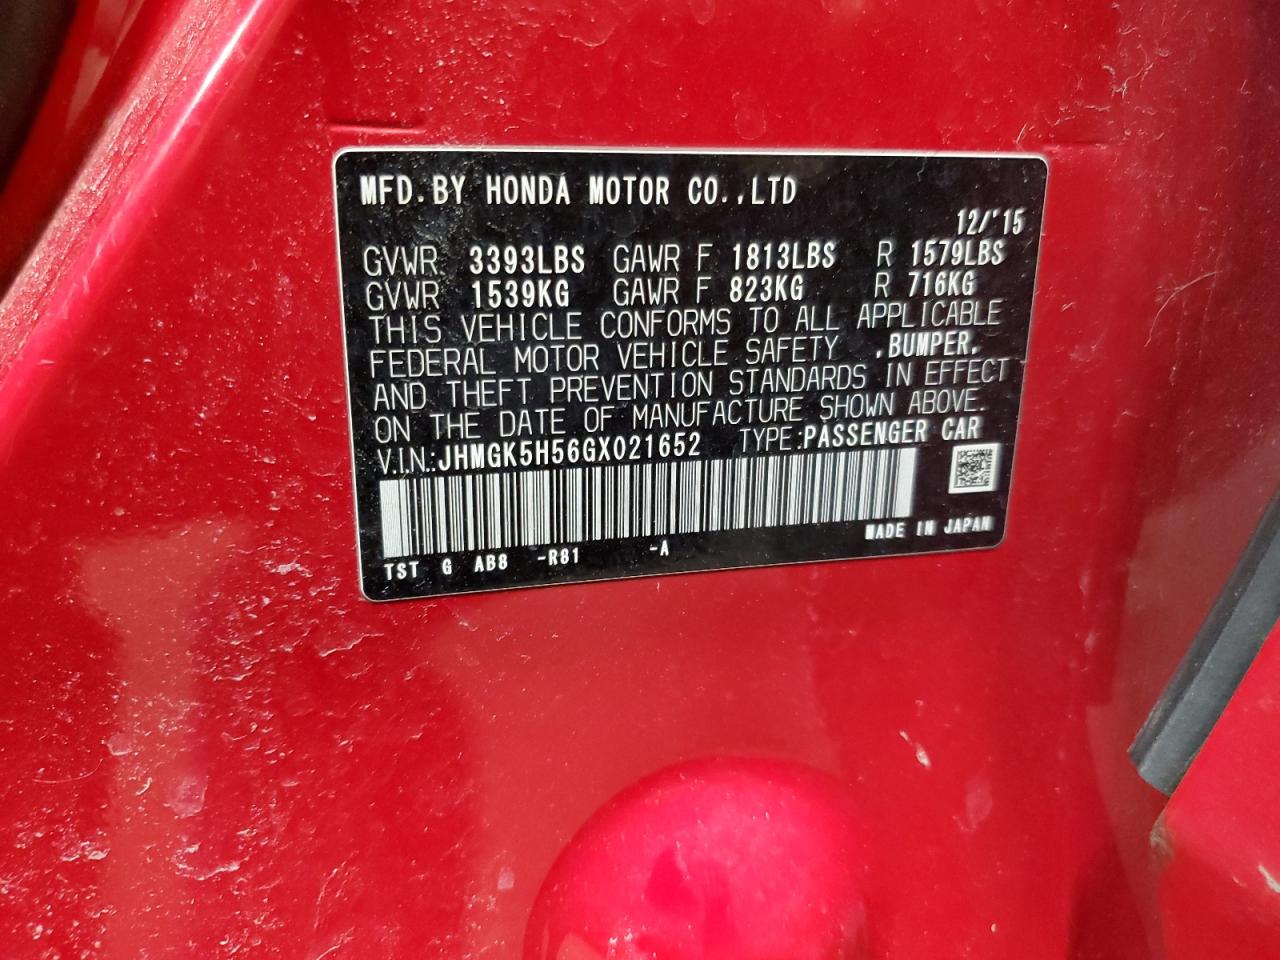 MFD. BY HONDA MOTOR CO., LTD
12/'15
GVWR 3393LBS GAWR F 1813LBS R 1579LBS
GVWR 1539KG GAWR F 823KG R 716KG
THIS VEHICLE CONFORMS TO ALL APPLICABLE
FEDERAL MOTOR VEHICLE SAFETY ,BUMPER,
AND THEFT PREVENTION STANDARDS IN EFFECT
ON THE DATE OF MANUFACTURE SHOWN ABOVE.
V.I.N.:JHMGK5H56GX021652 TYPE:PASSENGER CAR
MADE IN JAPAN
TST G AB8 -R81 -A